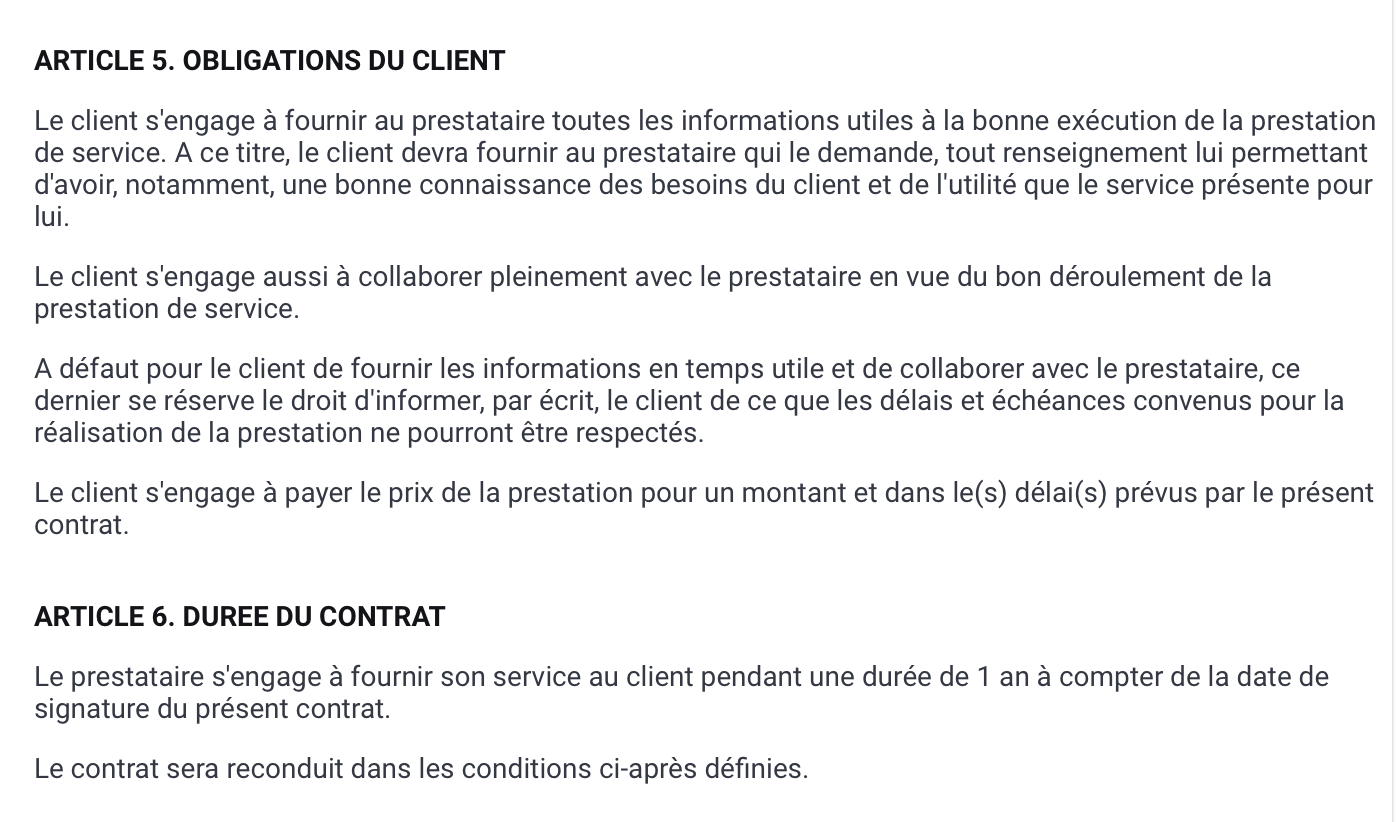 ARTICLE 5. OBLIGATIONS DU CLIENT
Le client s'engage à fournir au prestataire toutes les informations utiles à la bonne exécution de la prestation
de service. A ce titre, le client devra fournir au prestataire qui le demande, tout renseignement lui permettant
d'avoir, notamment, une bonne connaissance des besoins du client et de l'utilité que le service présente pour
lui.
Le client s'engage aussi à collaborer pleinement avec le prestataire en vue du bon déroulement de la
prestation de service.
A défaut pour le client de fournir les informations en temps utile et de collaborer avec le prestataire, ce
dernier se réserve le droit d'informer, par écrit, le client de ce que les délais et échéances convenus pour la
réalisation de la prestation ne pourront être respectés.
Le client s'engage à payer le prix de la prestation pour un montant et dans le(s) délai(s) prévus par le présent
contrat.
ARTICLE 6. DUREE DU CONTRAT
Le prestataire s'engage à fournir son service au client pendant une durée de 1 an à compter de la date de
signature du présent contrat.
Le contrat sera reconduit dans les conditions ci-après définies.